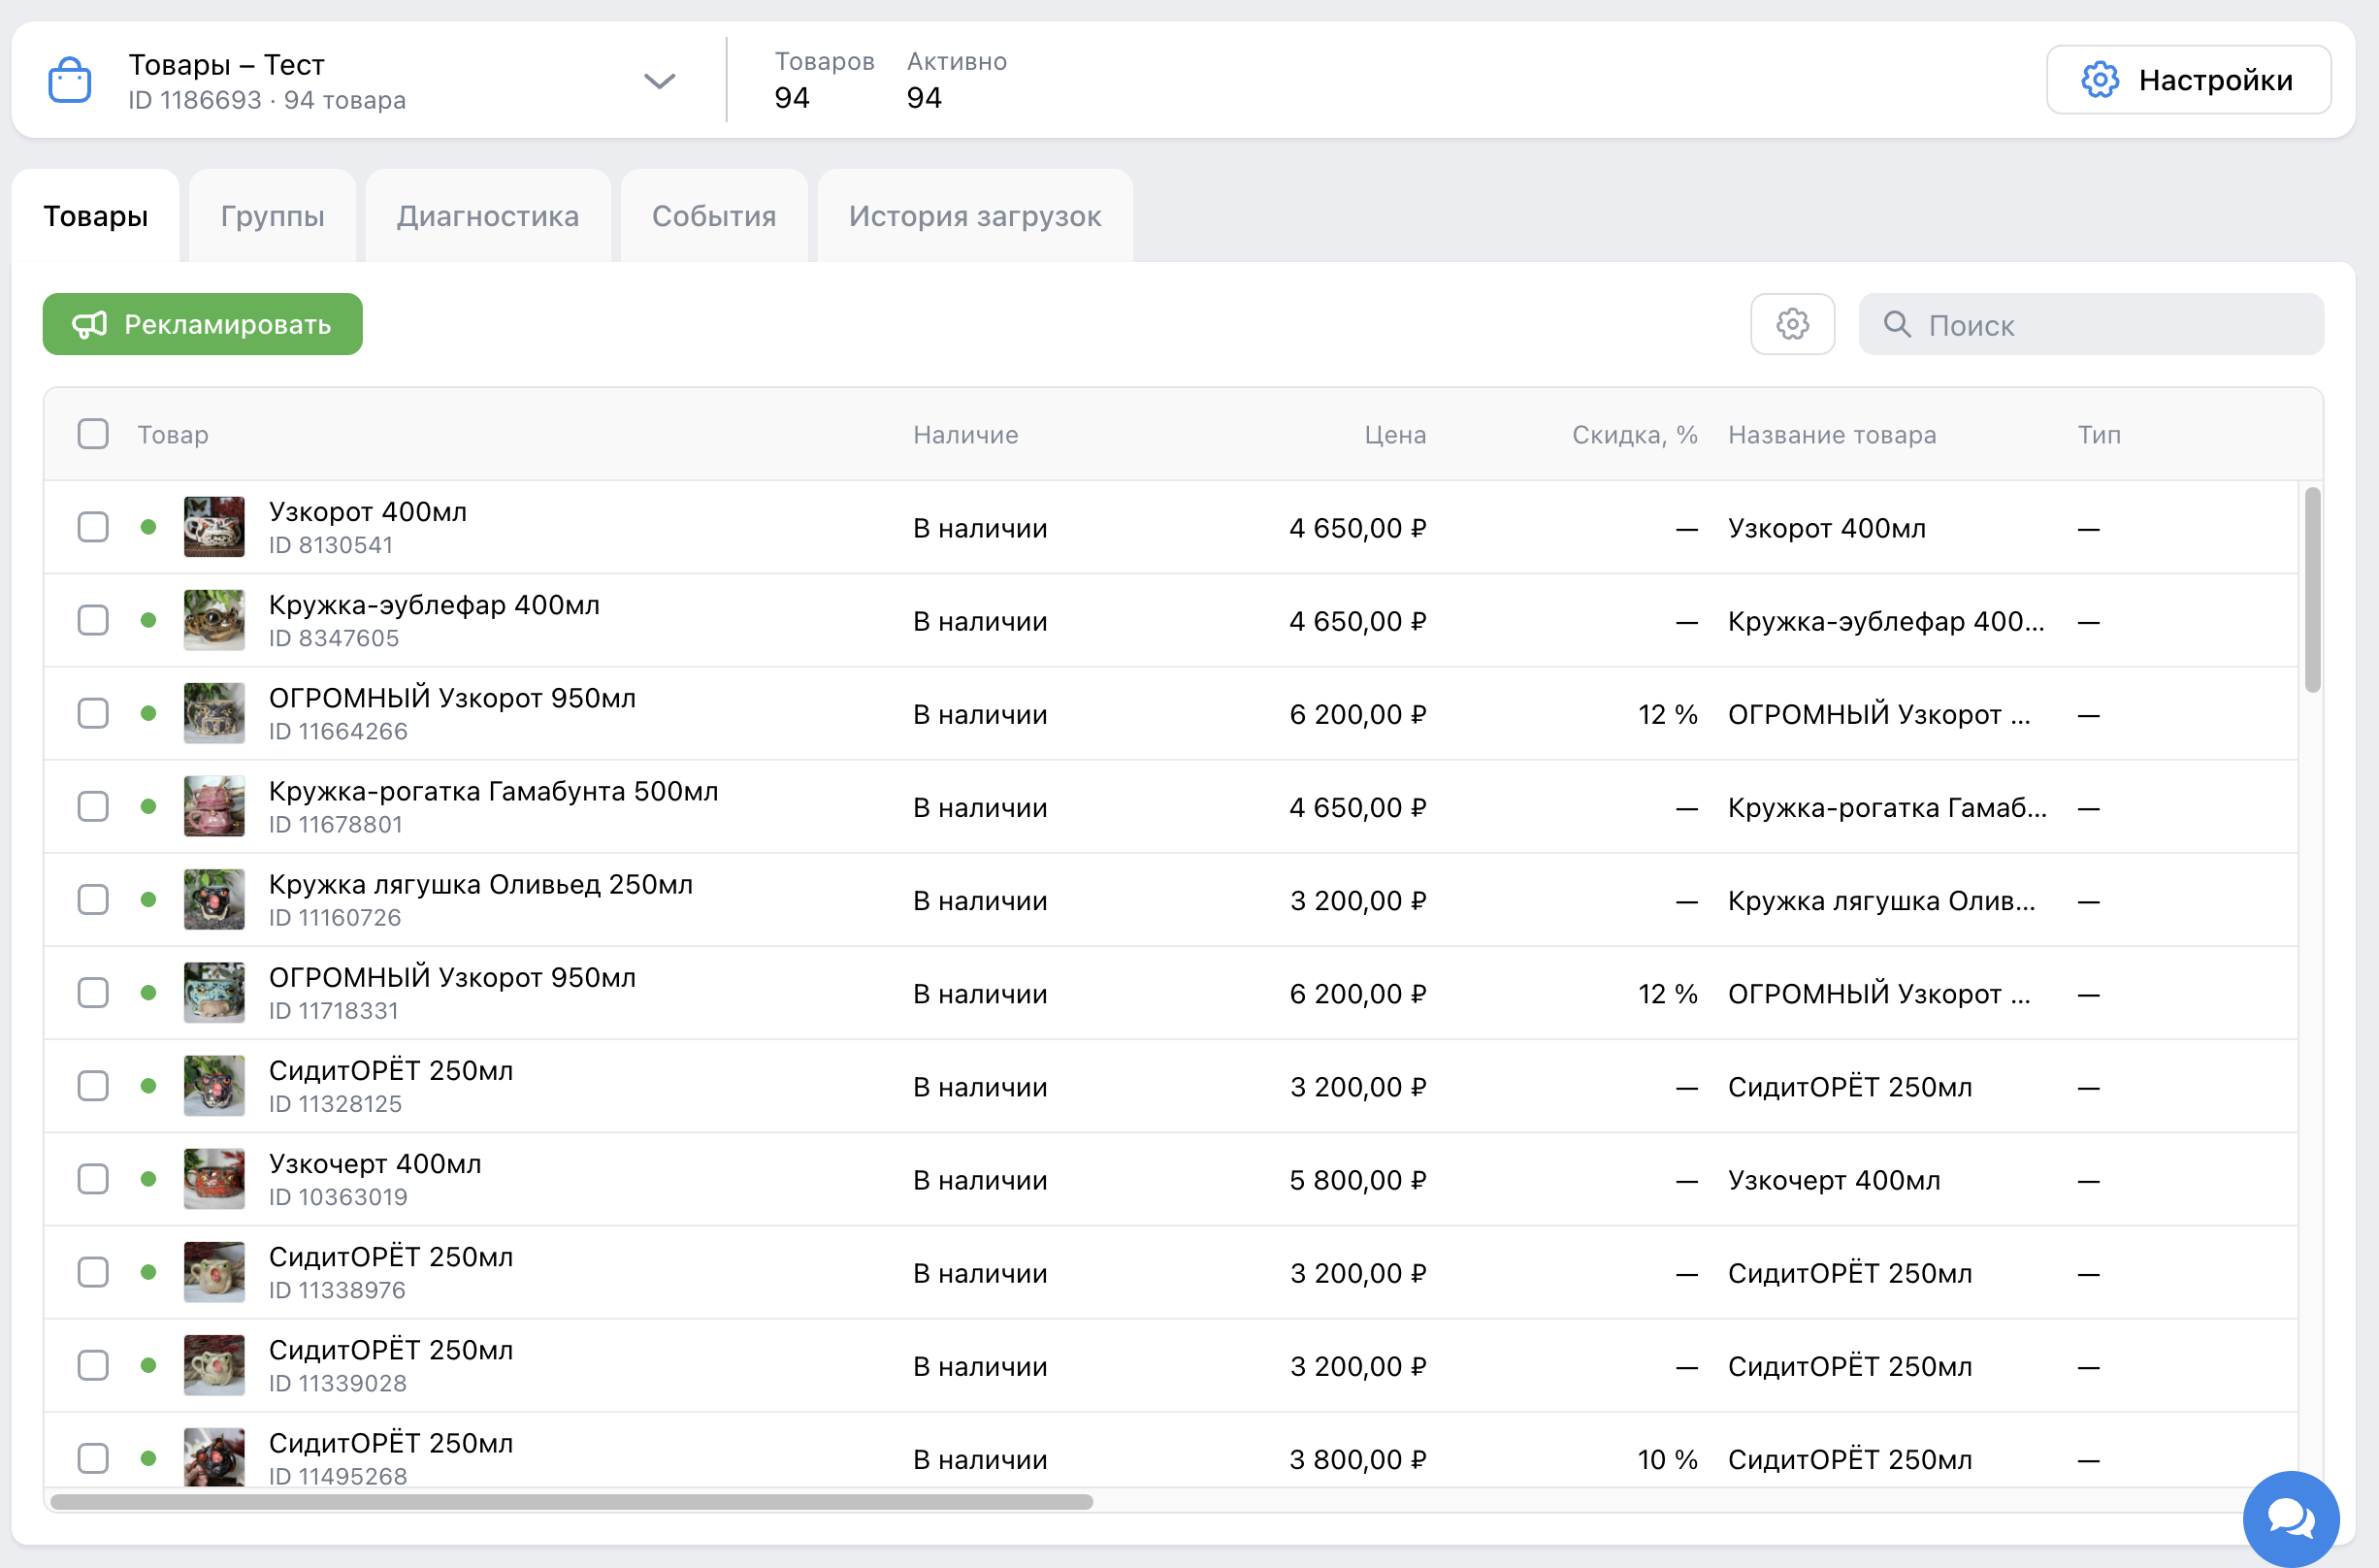 Товары – Тест
ID 1186693 · 94 товара
Товаров Активно
94 94
Настройки
Товары Группы Диагностика События История загрузок
Рекламировать
Поиск
Товар Наличие Цена Скидка, % Название товара Тип
Узкорот 400мл
ID 8130541
В наличии 4 650,00 ₽ — Узкорот 400мл —
Кружка-эублефар 400мл
ID 8347605
В наличии 4 650,00 ₽ — Кружка-эублефар 400... —
ОГРОМНЫЙ Узкорот 950мл
ID 11664266
В наличии 6 200,00 ₽ 12 % ОГРОМНЫЙ Узкорот ... —
Кружка-рогатка Гамабунта 500мл
ID 11678801
В наличии 4 650,00 ₽ — Кружка-рогатка Гамаб... —
Кружка лягушка Оливьед 250мл
ID 11160726
В наличии 3 200,00 ₽ — Кружка лягушка Олив... —
ОГРОМНЫЙ Узкорот 950мл
ID 11718331
В наличии 6 200,00 ₽ 12 % ОГРОМНЫЙ Узкорот ... —
СидитОРЁТ 250мл
ID 11328125
В наличии 3 200,00 ₽ — СидитОРЁТ 250мл —
Узкочерт 400мл
ID 10363019
В наличии 5 800,00 ₽ — Узкочерт 400мл —
СидитОРЁТ 250мл
ID 11338976
В наличии 3 200,00 ₽ — СидитОРЁТ 250мл —
СидитОРЁТ 250мл
ID 11339028
В наличии 3 200,00 ₽ — СидитОРЁТ 250мл —
СидитОРЁТ 250мл
ID 11495268
В наличии 3 800,00 ₽ 10 % СидитОРЁТ 250мл —